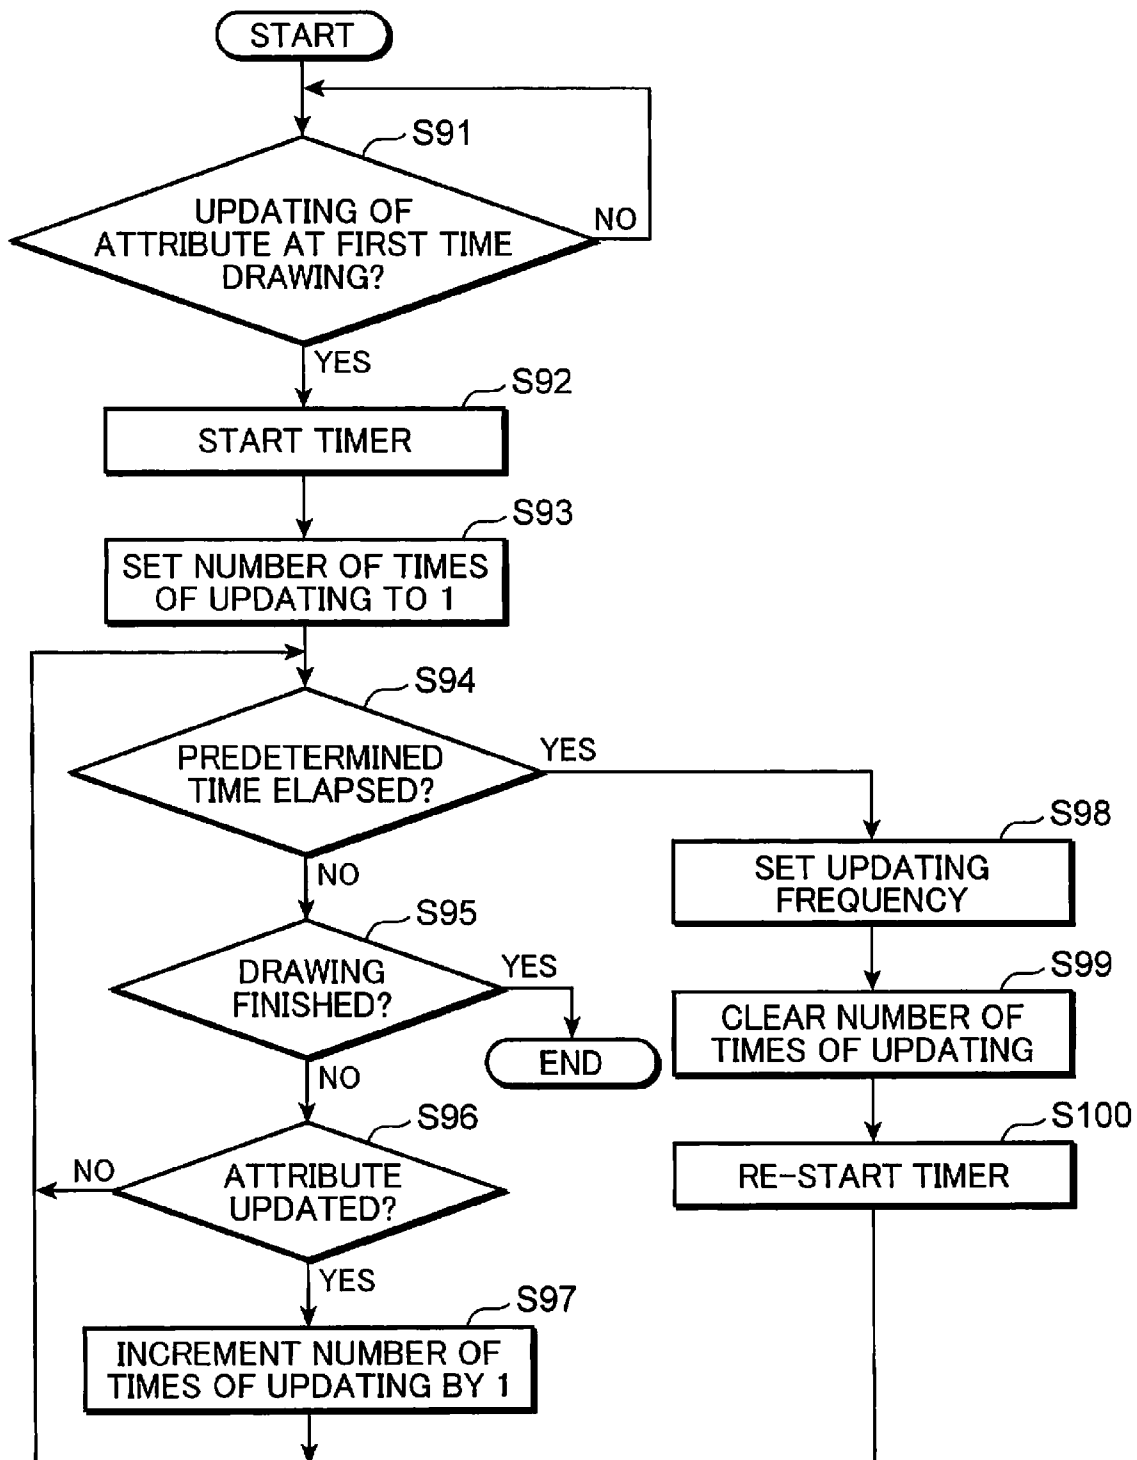 START
S91
UPDATING OF
ATTRIBUTE AT FIRST TIME
DRAWING?
NO
YES
S92
START TIMER
S93
SET NUMBER OF TIMES
OF UPDATING TO 1
S94
PREDETERMINED
TIME ELAPSED?
YES
NO
S98
SET UPDATING
FREQUENCY
S95
DRAWING
FINISHED?
YES
NO
END
S99
CLEAR NUMBER OF
TIMES OF UPDATING
S96
ATTRIBUTE
UPDATED?
NO
YES
S100
RE-START TIMER
S97
INCREMENT NUMBER OF
TIMES OF UPDATING BY 1